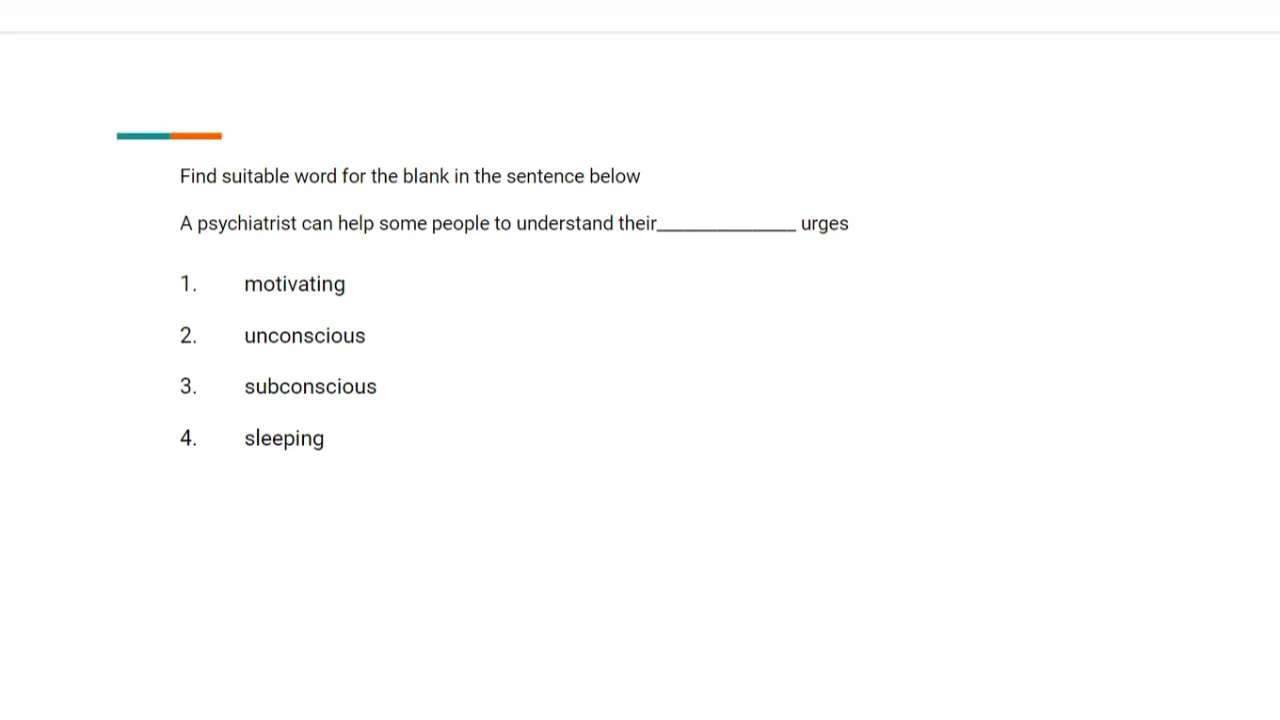 Find suitable word for the blank in the sentence below
A psychiatrist can help some people to understand their______________ urges
1. motivating
2. unconscious
3. subconscious
4. sleeping